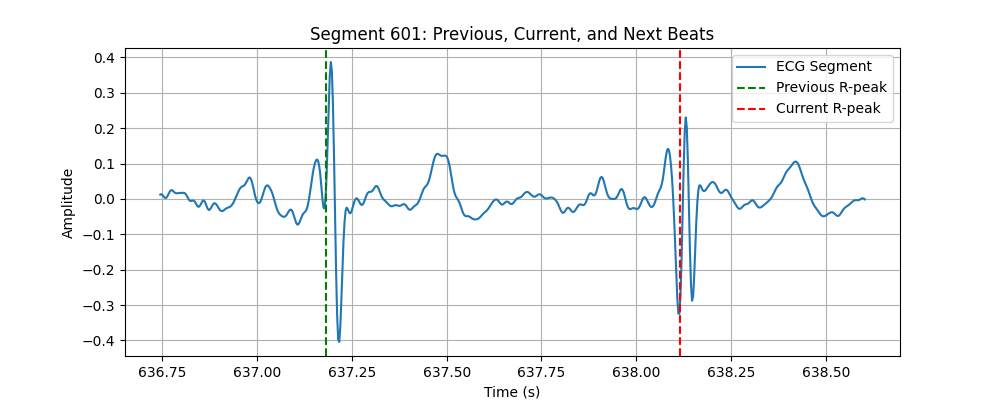 Segment 601: Previous, Current, and Next Beats
ECG Segment
Previous R-peak
Current R-peak
Amplitude
0.4
0.3
0.2
0.1
0.0
−0.1
−0.2
−0.3
−0.4
636.75 637.00 637.25 637.50 637.75 638.00 638.25 638.50
Time (s)